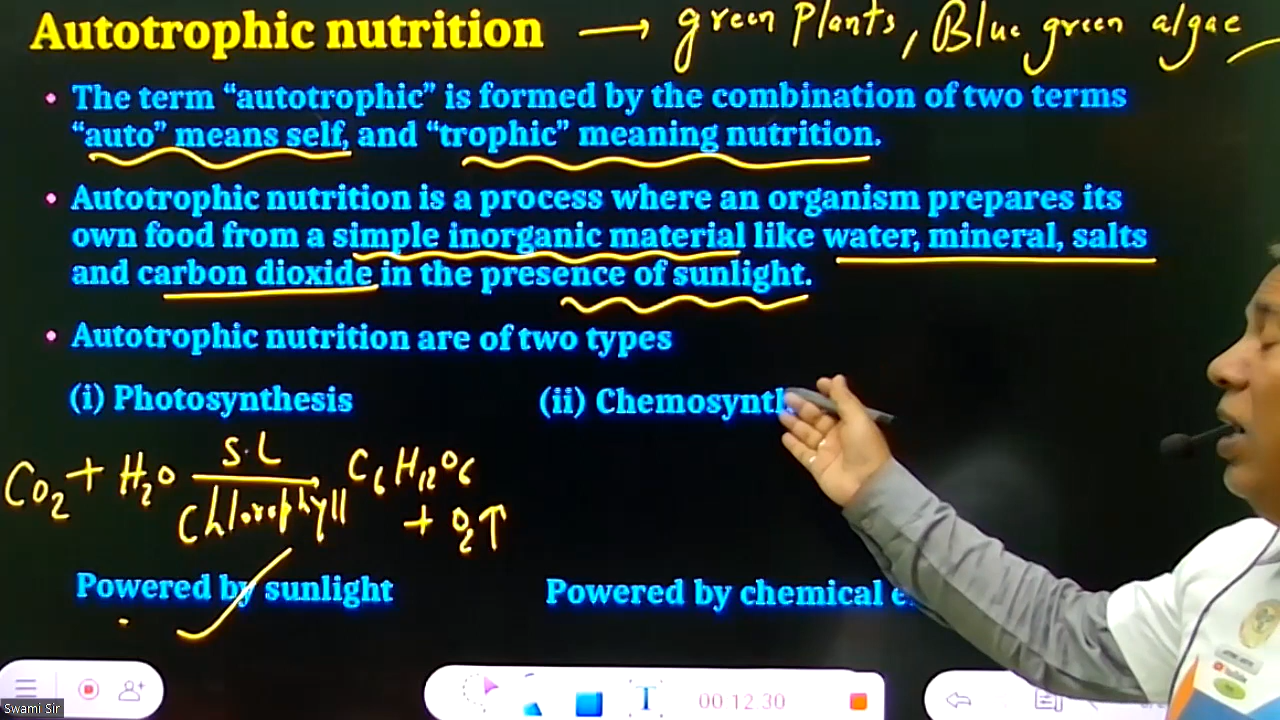 Autotrophic nutrition → green plants, Blue green algae
• The term “autotrophic” is formed by the combination of two terms
“auto” means self, and “trophic” meaning nutrition.
• Autotrophic nutrition is a process where an organism prepares its
own food from a simple inorganic material like water, mineral, salts
and carbon dioxide in the presence of sunlight.
• Autotrophic nutrition are of two types
(i) Photosynthesis (ii) Chemosynth
S.L
CO2 + H2O → C6H12O6
Chlorophyll + O2↑
Powered by sunlight Powered by chemical e
T 00 12 30
Swami Sir
YouTube